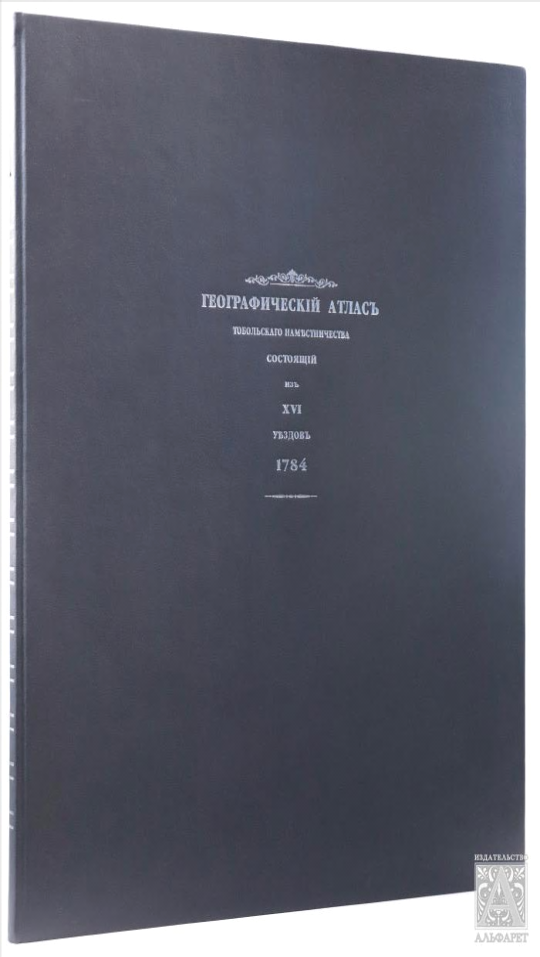 ГЕОГРАФИЧЕСКІЙ АТЛАСЪ
ТОБОЛЬСКАГО НАМѢСТНИЧЕСТВА
СОСТОЯЩІЙ
ИЗЪ
XVI
УѢЗДОВЪ
1784
ИЗДАТЕЛЬСТВО
АЛЬФАРЕТ